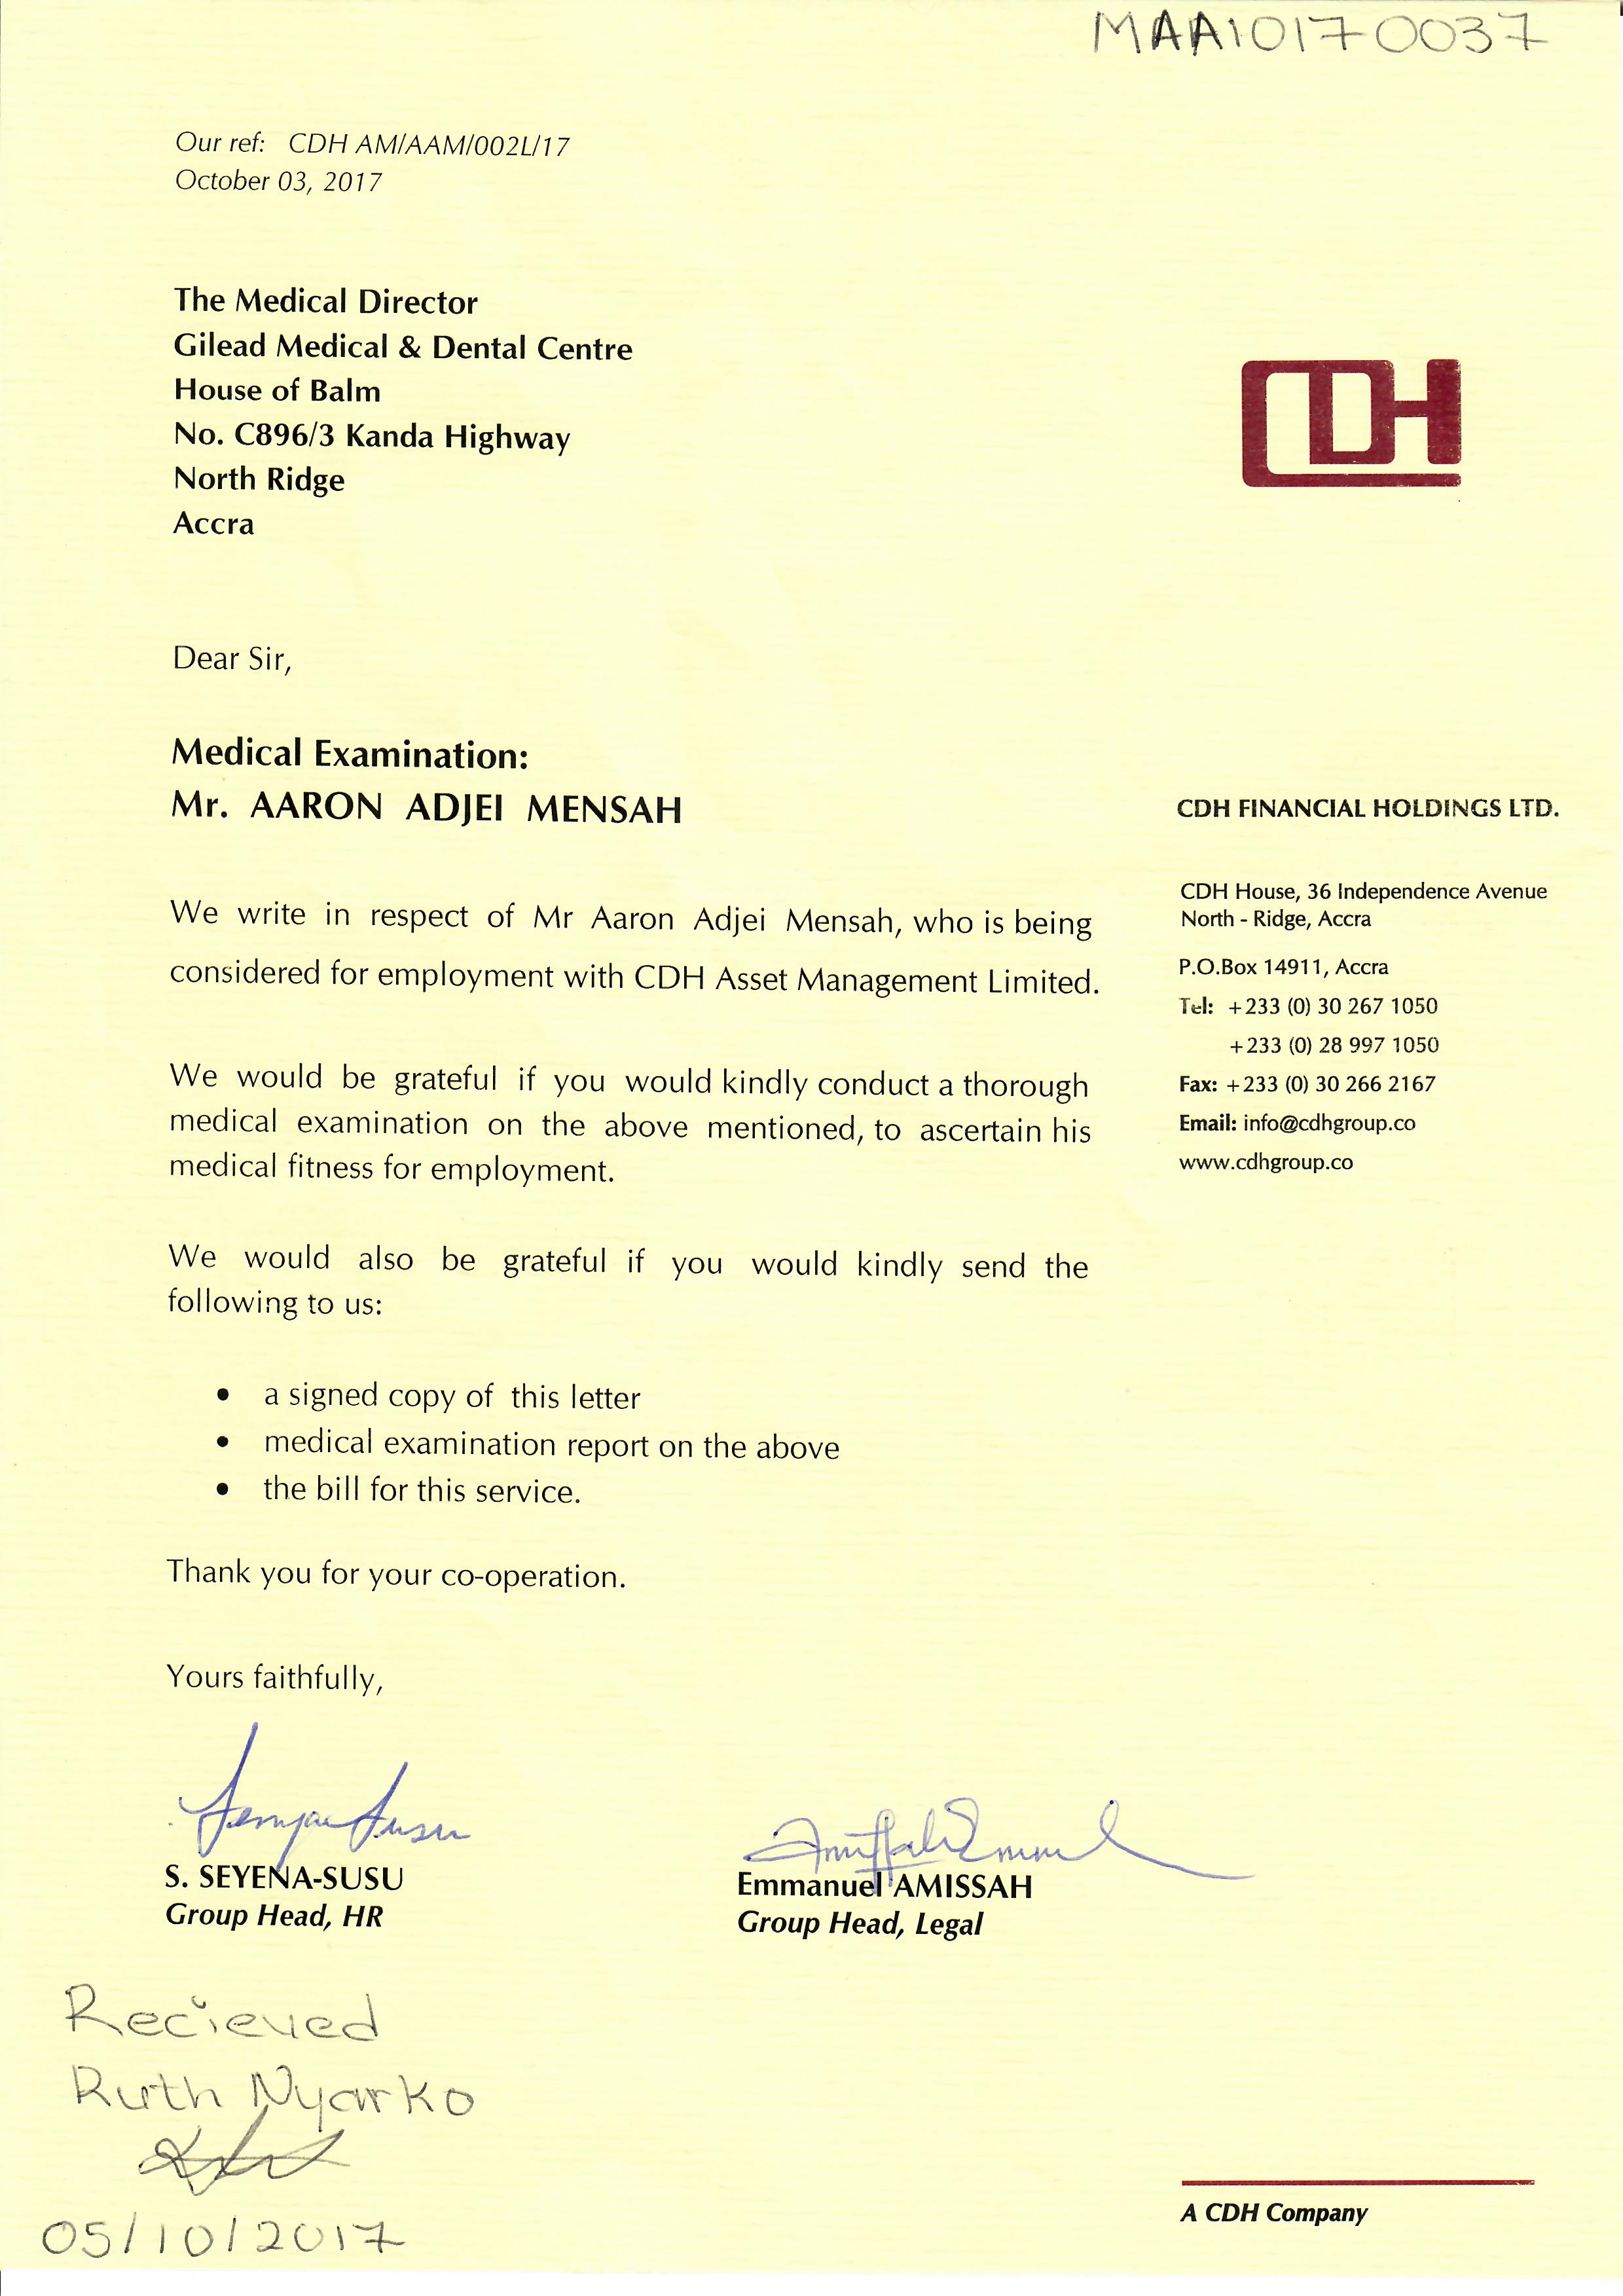 MAA10170037
Our ref: CDH AM/AAM/002L/17
October 03, 2017
The Medical Director
Gilead Medical & Dental Centre
House of Balm
No. C896/3 Kanda Highway
North Ridge
Accra
CDH
Dear Sir,
Medical Examination:
Mr. AARON ADJEI MENSAH
We write in respect of Mr Aaron Adjei Mensah, who is being
considered for employment with CDH Asset Management Limited.
We would be grateful if you would kindly conduct a thorough
medical examination on the above mentioned, to ascertain his
medical fitness for employment.
We would also be grateful if you would kindly send the
following to us:
• a signed copy of this letter
• medical examination report on the above
• the bill for this service.
Thank you for your co-operation.
Yours faithfully,
S. SEYENA-SUSU
Group Head, HR
Emmanuel AMISSAH
Group Head, Legal
Recieved
Ruth Nyarko
05/10/2017
CDH FINANCIAL HOLDINGS LTD.
CDH House, 36 Independence Avenue
North - Ridge, Accra
P.O.Box 14911, Accra
Tel: +233 (0) 30 267 1050
+233 (0) 28 997 1050
Fax: +233 (0) 30 266 2167
Email: info@cdhgroup.co
www.cdhgroup.co
A CDH Company